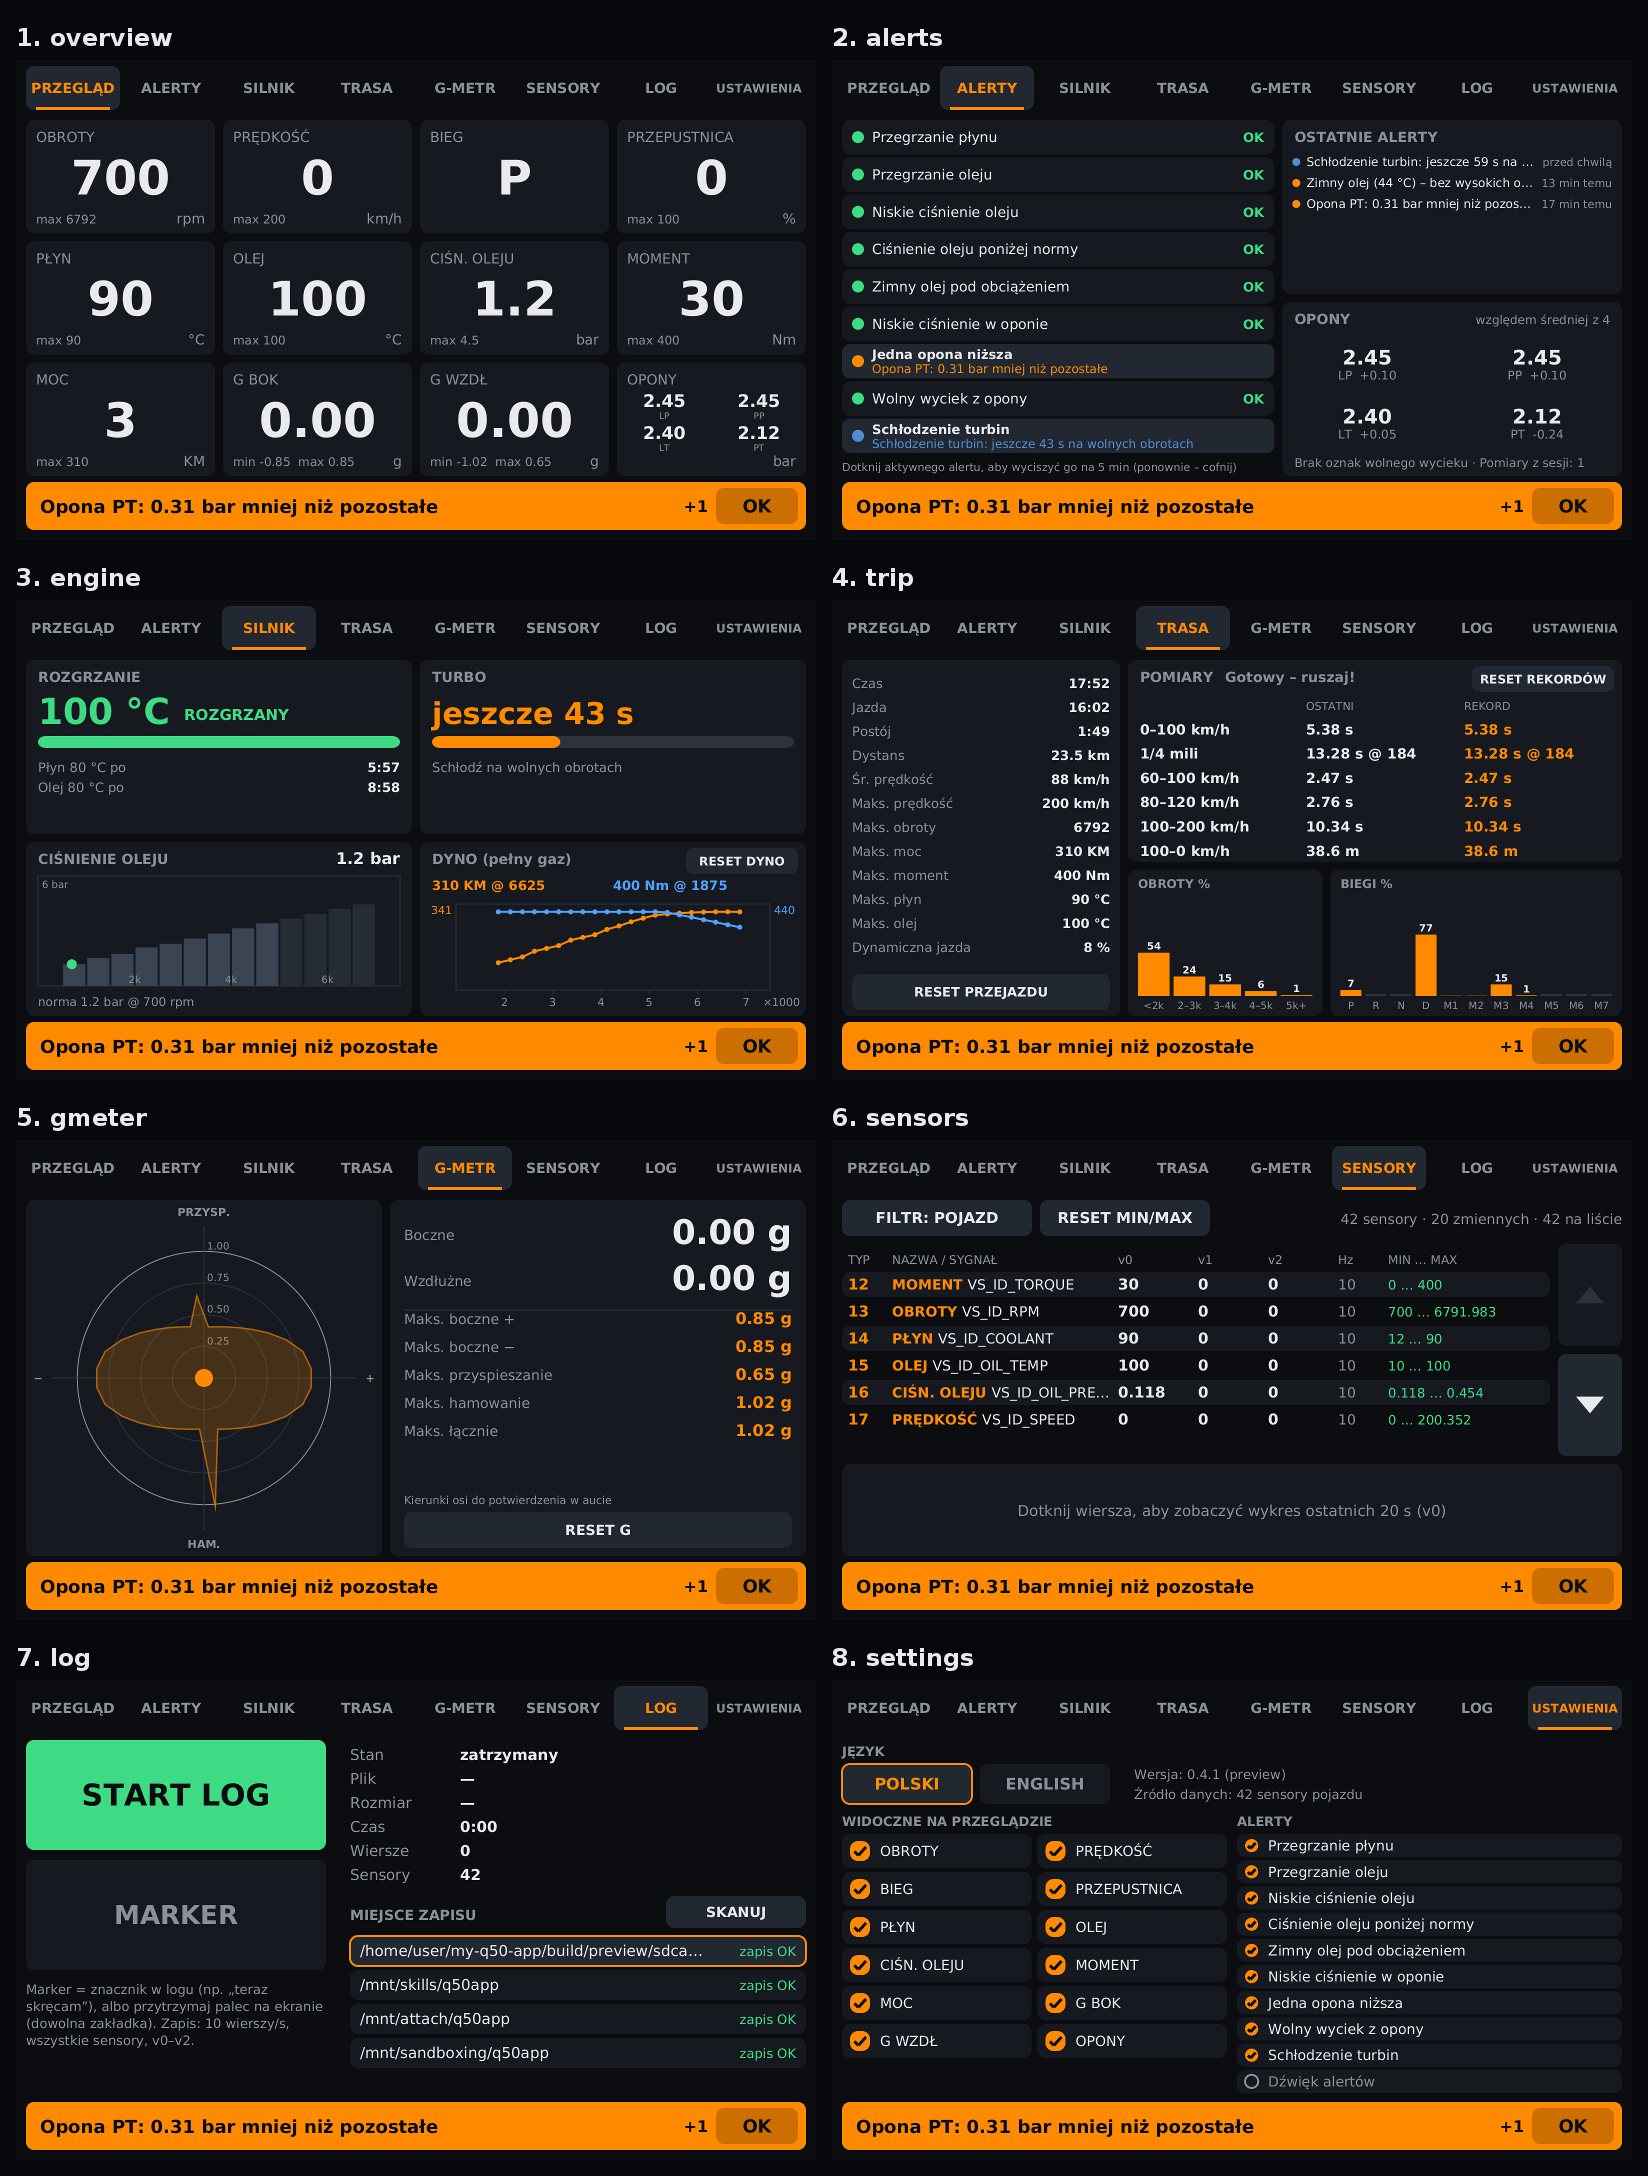 1. overview
PRZEGLĄD ALERTY SILNIK TRASA G-METR SENSORY LOG USTAWIENIA
OBROTY PRĘDKOŚĆ BIEG PRZEPUSTNICA
700 0 P 0
max 6792 rpm max 200 km/h max 100 %
PŁYN OLEJ CIŚN. OLEJU MOMENT
90 100 1.2 30
max 90 °C max 100 °C max 4.5 bar max 400 Nm
MOC G BOK G WZDŁ OPONY
3 0.00 0.00
2.45 2.45
LP PP
2.40 2.12
LT PT
max 310 KM min -0.85 max 0.85 g min -1.02 max 0.65 g bar
Opona PT: 0.31 bar mniej niż pozostałe +1 OK
2. alerts
PRZEGLĄD ALERTY SILNIK TRASA G-METR SENSORY LOG USTAWIENIA
Przegrzanie płynu OK
Przegrzanie oleju OK
Niskie ciśnienie oleju OK
Ciśnienie oleju poniżej normy OK
Zimny olej pod obciążeniem OK
Niskie ciśnienie w oponie OK
Jedna opona niższa
Opona PT: 0.31 bar mniej niż pozostałe
Wolny wyciek z opony OK
Schłodzenie turbin
Schłodzenie turbin: jeszcze 43 s na wolnych obrotach
Dotknij aktywnego alertu, aby wyciszyć go na 5 min (ponownie – cofnij)
OSTATNIE ALERTY
Schłodzenie turbin: jeszcze 59 s na ... przed chwilą
Zimny olej (44 °C) – bez wysokich o... 13 min temu
Opona PT: 0.31 bar mniej niż pozos... 17 min temu
OPONY względem średniej z 4
2.45 2.45
LP +0.10 PP +0.10
2.40 2.12
LT +0.05 PT -0.24
Brak oznak wolnego wycieku · Pomiary z sesji: 1
Opona PT: 0.31 bar mniej niż pozostałe +1 OK
3. engine
PRZEGLĄD ALERTY SILNIK TRASA G-METR SENSORY LOG USTAWIENIA
ROZGRZANIE
100 °C ROZGRZANY
Płyn 80 °C po 5:57
Olej 80 °C po 8:58
TURBO
jeszcze 43 s
Schłodź na wolnych obrotach
CIŚNIENIE OLEJU 1.2 bar
6 bar
2k 4k 6k
norma 1.2 bar @ 700 rpm
DYNO (pełny gaz) RESET DYNO
310 KM @ 6625 400 Nm @ 1875
341 440
2 3 4 5 6 7 ×1000
Opona PT: 0.31 bar mniej niż pozostałe +1 OK
4. trip
PRZEGLĄD ALERTY SILNIK TRASA G-METR SENSORY LOG USTAWIENIA
Czas 17:52
Jazda 16:02
Postój 1:49
Dystans 23.5 km
Śr. prędkość 88 km/h
Maks. prędkość 200 km/h
Maks. obroty 6792
Maks. moc 310 KM
Maks. moment 400 Nm
Maks. płyn 90 °C
Maks. olej 100 °C
Dynamiczna jazda 8 %
RESET PRZEJAZDU
POMIARY Gotowy – ruszaj! RESET REKORDÓW
OSTATNI REKORD
0–100 km/h 5.38 s 5.38 s
1/4 mili 13.28 s @ 184 13.28 s @ 184
60–100 km/h 2.47 s 2.47 s
80–120 km/h 2.76 s 2.76 s
100–200 km/h 10.34 s 10.34 s
100–0 km/h 38.6 m 38.6 m
OBROTY %
54 24 15 6 1
<2k 2–3k 3–4k 4–5k 5k+
BIEGI %
7 77 15 1
P R N D M1 M2 M3 M4 M5 M6 M7
Opona PT: 0.31 bar mniej niż pozostałe +1 OK
5. gmeter
PRZEGLĄD ALERTY SILNIK TRASA G-METR SENSORY LOG USTAWIENIA
PRZYSP.
1.00
0.75
0.50
0.25
− +
HAM.
Boczne 0.00 g
Wzdłużne 0.00 g
Maks. boczne + 0.85 g
Maks. boczne − 0.85 g
Maks. przyspieszanie 0.65 g
Maks. hamowanie 1.02 g
Maks. łącznie 1.02 g
Kierunki osi do potwierdzenia w aucie
RESET G
Opona PT: 0.31 bar mniej niż pozostałe +1 OK
6. sensors
PRZEGLĄD ALERTY SILNIK TRASA G-METR SENSORY LOG USTAWIENIA
FILTR: POJAZD RESET MIN/MAX 42 sensory · 20 zmiennych · 42 na liście
TYP NAZWA / SYGNAŁ v0 v1 v2 Hz MIN ... MAX
12 MOMENT VS_ID_TORQUE 30 0 0 10 0 ... 400
13 OBROTY VS_ID_RPM 700 0 0 10 700 ... 6791.983
14 PŁYN VS_ID_COOLANT 90 0 0 10 12 ... 90
15 OLEJ VS_ID_OIL_TEMP 100 0 0 10 10 ... 100
16 CIŚN. OLEJU VS_ID_OIL_PRE... 0.118 0 0 10 0.118 ... 0.454
17 PRĘDKOŚĆ VS_ID_SPEED 0 0 0 10 0 ... 200.352
Dotknij wiersza, aby zobaczyć wykres ostatnich 20 s (v0)
Opona PT: 0.31 bar mniej niż pozostałe +1 OK
7. log
PRZEGLĄD ALERTY SILNIK TRASA G-METR SENSORY LOG USTAWIENIA
START LOG
MARKER
Marker = znacznik w logu (np. „teraz
skręcam”), albo przytrzymaj palec na ekranie
(dowolna zakładka). Zapis: 10 wierszy/s,
wszystkie sensory, v0–v2.
Stan zatrzymany
Plik —
Rozmiar —
Czas 0:00
Wiersze 0
Sensory 42
MIEJSCE ZAPISU SKANUJ
/home/user/my-q50-app/build/preview/sdca... zapis OK
/mnt/skills/q50app zapis OK
/mnt/attach/q50app zapis OK
/mnt/sandboxing/q50app zapis OK
Opona PT: 0.31 bar mniej niż pozostałe +1 OK
8. settings
PRZEGLĄD ALERTY SILNIK TRASA G-METR SENSORY LOG USTAWIENIA
JĘZYK
POLSKI ENGLISH
Wersja: 0.4.1 (preview)
Źródło danych: 42 sensory pojazdu
WIDOCZNE NA PRZEGLĄDZIE
OBROTY PRĘDKOŚĆ
BIEG PRZEPUSTNICA
PŁYN OLEJ
CIŚN. OLEJU MOMENT
MOC G BOK
G WZDŁ OPONY
ALERTY
Przegrzanie płynu
Przegrzanie oleju
Niskie ciśnienie oleju
Ciśnienie oleju poniżej normy
Zimny olej pod obciążeniem
Niskie ciśnienie w oponie
Jedna opona niższa
Wolny wyciek z opony
Schłodzenie turbin
Dźwięk alertów
Opona PT: 0.31 bar mniej niż pozostałe +1 OK